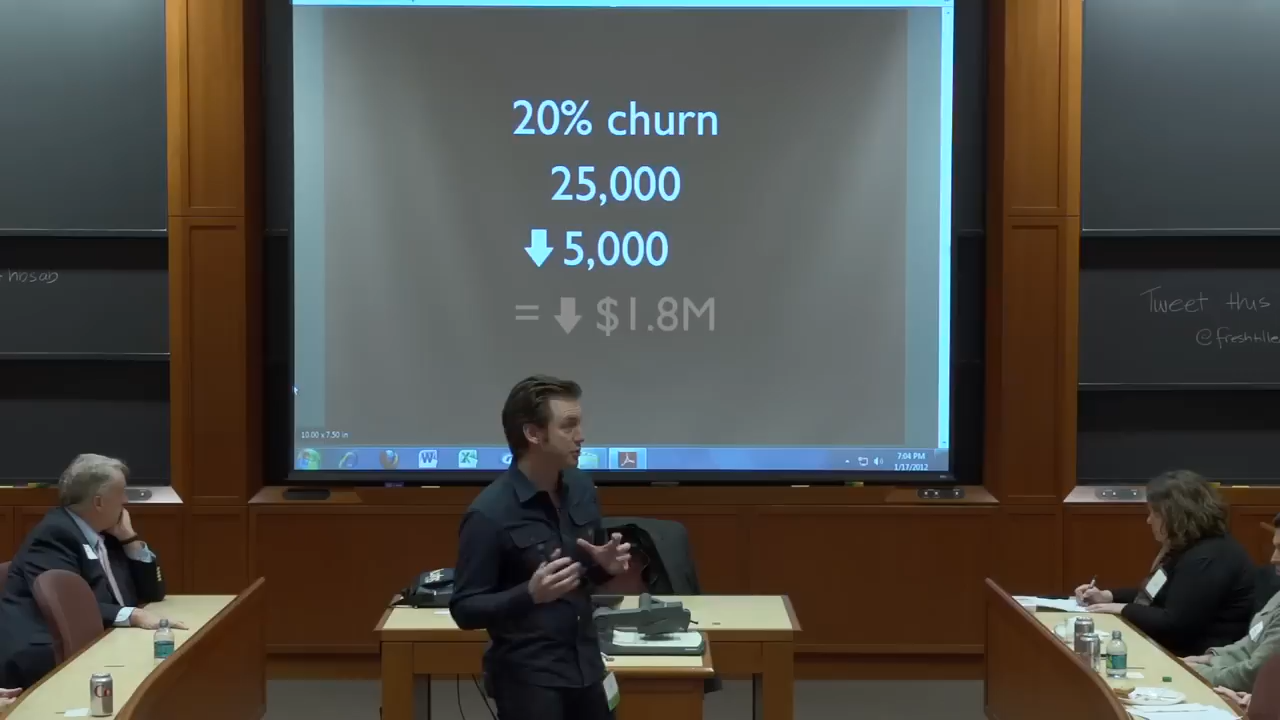 20% churn
25,000
⬇ 5,000
= ⬇ $1.8M
10.00 x 7.50 in
7:04 PM
1/17/2012
Tweet this